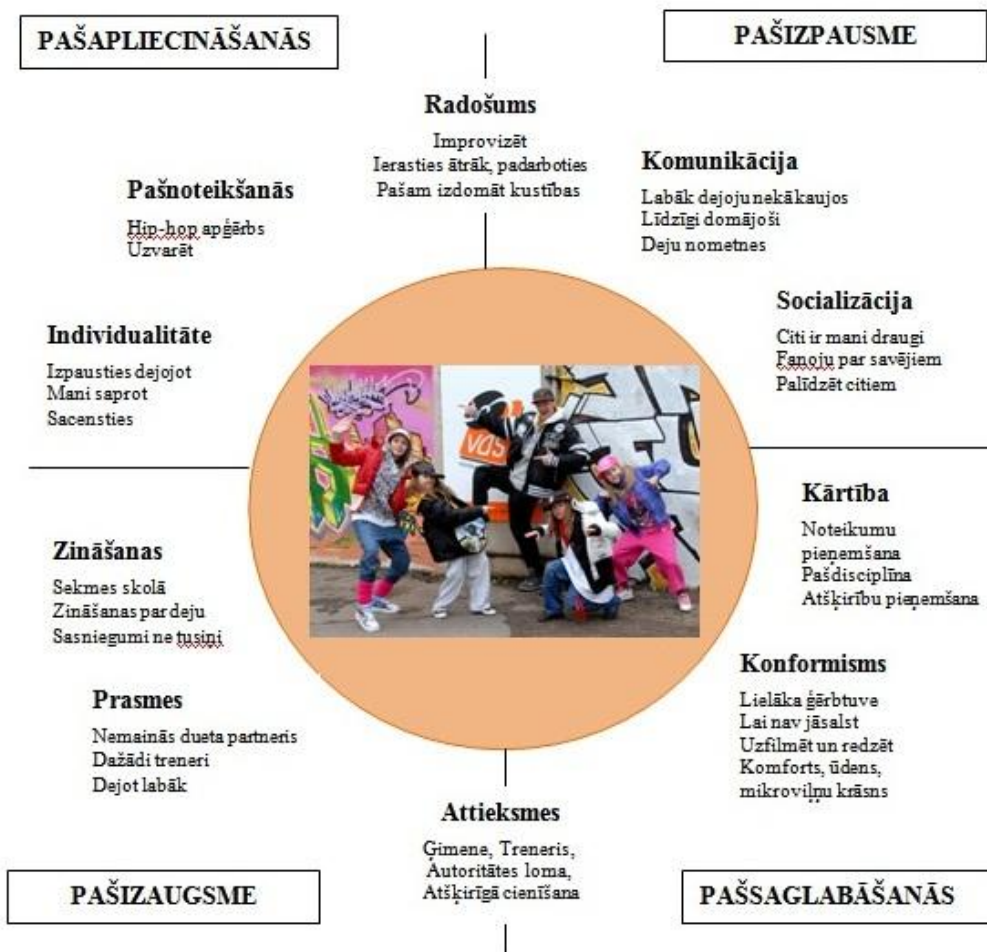 PAŠAPLIECINĀŠANĀS
PAŠIZPAUSME
Radošums
Improvizēt
Ierasties ātrāk, padarboties
Pašam izdomāt kustības
Komunikācija
Labāk dejoju nekā kaujos
Līdzīgi domājoši
Deju nometnes
Pašnoteikšanās
Hip-hop apģērbs
Uzvarēt
Socializācija
Citi ir mani draugi
Fanoju par savējiem
Palīdzēt citiem
Individualitāte
Izpausties dejojot
Mani saprot
Sacensties
VOS
Kārtība
Noteikumu
pieņemšana
Pašdisciplīna
Atšķirību pieņemšana
Zināšanas
Sekmes skolā
Zināšanas par deju
Sasniegumi ne tusiņi
Konformisms
Lielāka ģērbtuve
Lai nav jāsalst
Uzfilmēt un redzēt
Komforts, ūdens,
mikroviļņu krāsns
Prasmes
Nemainās dueta partneris
Dažādi treneri
Dejot labāk
Attieksmes
Ģimene, Treneris,
Autoritātes loma,
Atšķirīgā cienīšana
PAŠIZAUGSME
PAŠSAGLABĀŠANĀS